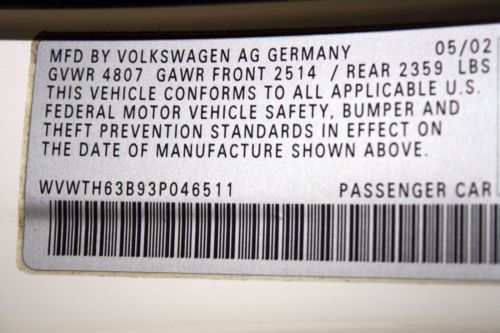 MFD BY VOLKSWAGEN AG GERMANY 05/02
GVWR 4807 GAWR FRONT 2514 / REAR 2359 LBS
THIS VEHICLE CONFORMS TO ALL APPLICABLE U.S.
FEDERAL MOTOR VEHICLE SAFETY, BUMPER AND
THEFT PREVENTION STANDARDS IN EFFECT ON
THE DATE OF MANUFACTURE SHOWN ABOVE.
WVWTH63B93P046511 PASSENGER CAR